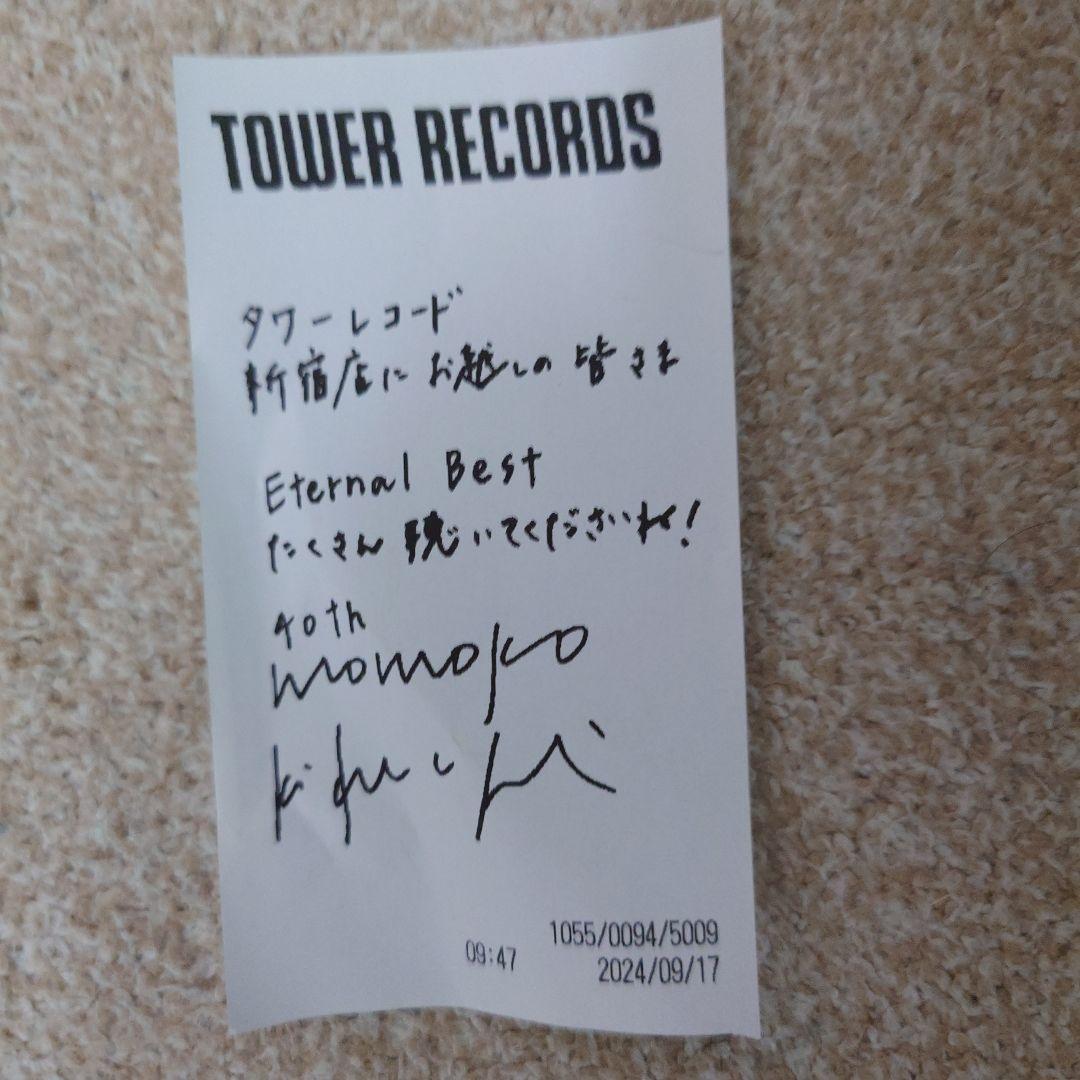 TOWER RECORDS
タワーレコード
新宿店にお越しの皆さま
Eternal Best
たくさん聴いてくださいね!
40th
momoko
kikuchi
09:47
1055/0094/5009
2024/09/17